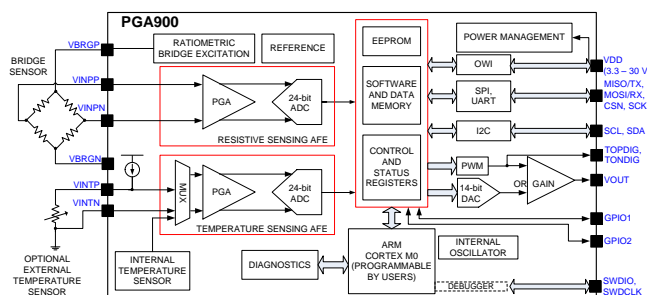 PGA900
VBRGP
RATIOMETRIC
BRIDGE EXCITATION
REFERENCE
EEPROM
POWER MANAGEMENT
BRIDGE
SENSOR
VINPP
VINPN
VBRGN
PGA
24-bit
ADC
RESISTIVE SENSING AFE
SOFTWARE
AND DATA
MEMORY
OWI
SPI,
UART
I2C
VDD
(3.3 – 30 V
MISO/TX,
MOSI/RX,
CSN, SCK
SCL, SDA
CONTROL
AND
STATUS
REGISTERS
PWM
14-bit
DAC
OR
GAIN
TOPDIG,
TONDIG
VOUT
VINTP
VINTN
MUX
PGA
24-bit
ADC
TEMPERATURE SENSING AFE
GPIO1
GPIO2
OPTIONAL
EXTERNAL
TEMPERATURE
SENSOR
INTERNAL
TEMPERATURE
SENSOR
DIAGNOSTICS
ARM
CORTEX M0
(PROGRAMMABLE
BY USERS)
INTERNAL
OSCILLATOR
DEBUGGER
SWDIO,
SWDCLK